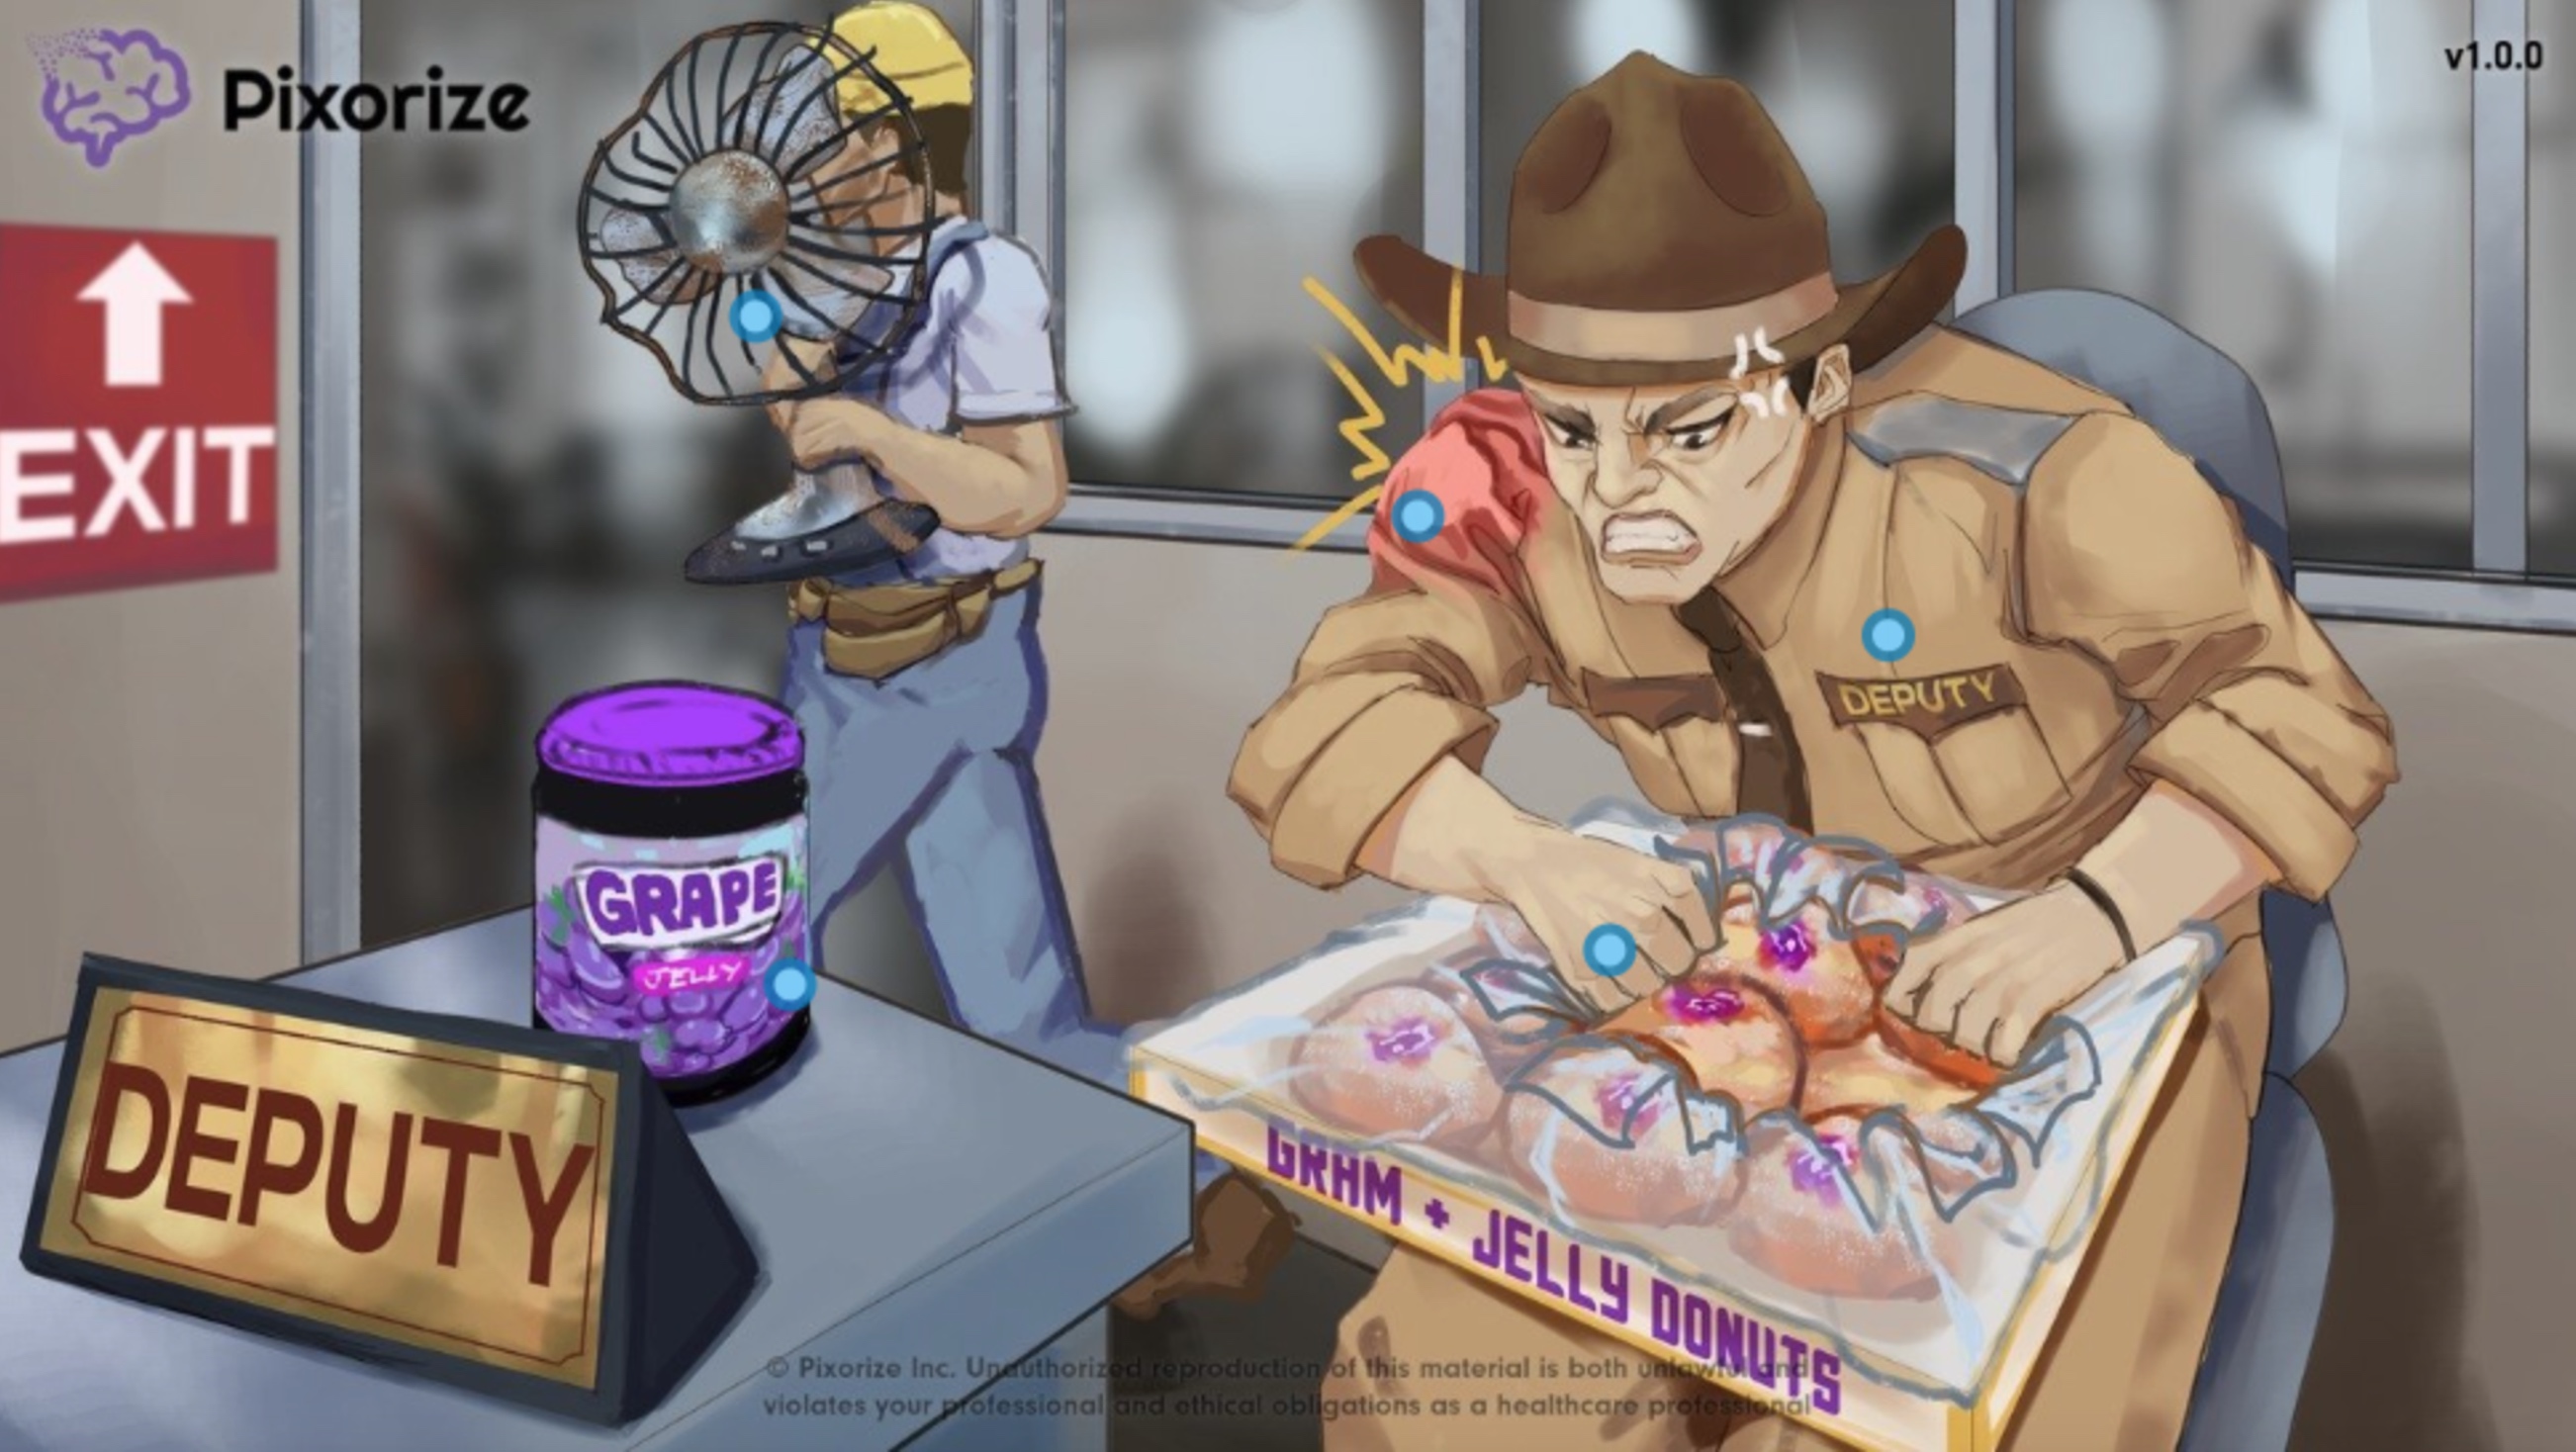 Pixorize
v1.0.0
EXIT
DEPUTY
GRAPE
JELLY
DEPUTY
GRAM + JELLY DONUTS
© Pixorize Inc. Unauthorized reproduction of this material is both unlawful and
violates your professional and ethical obligations as a healthcare professional